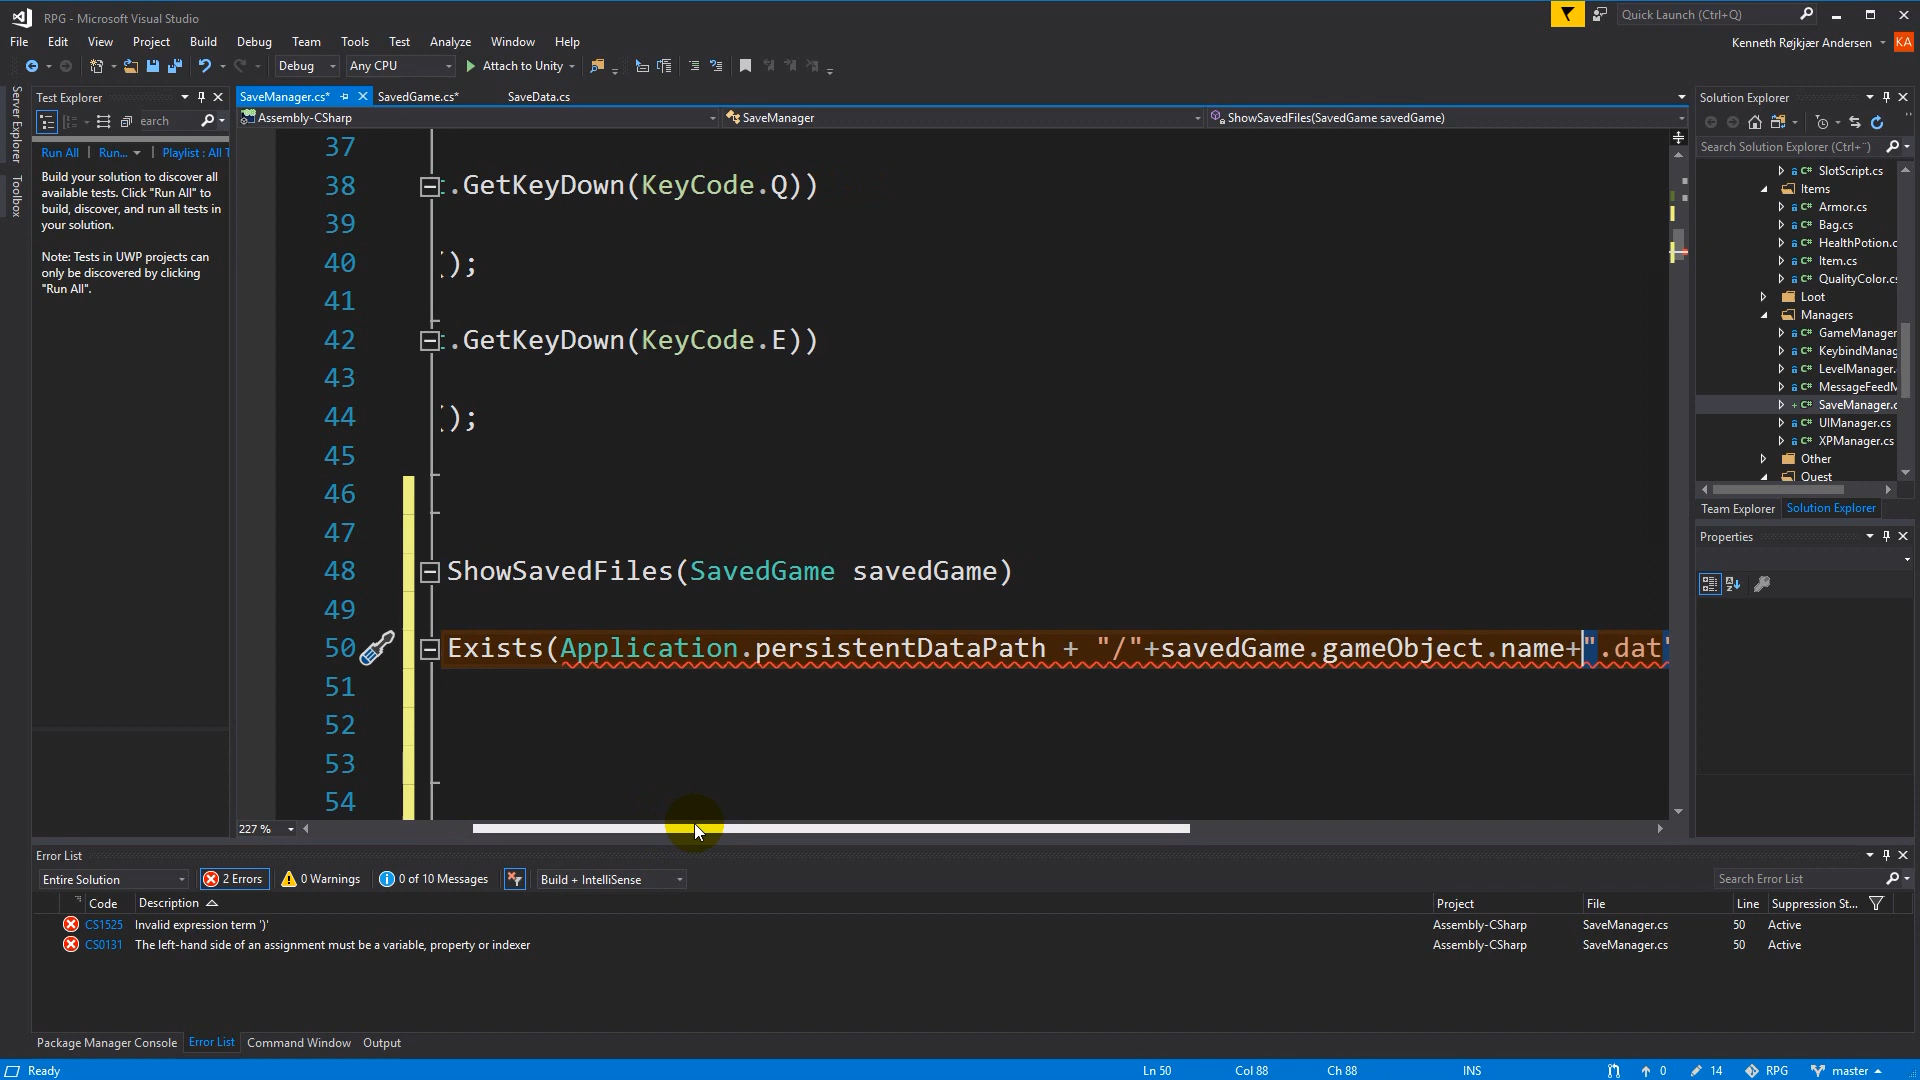 RPG - Microsoft Visual Studio
Quick Launch (Ctrl+Q)
File Edit View Project Build Debug Team Tools Test Analyze Window Help
Kenneth Røjkjær Andersen
KA
Debug
Any CPU
Attach to Unity
Server Explorer
Toolbox
Test Explorer
earch
Run All | Run... | Playlist : All T
Build your solution to discover all
available tests. Click "Run All" to
build, discover, and run all tests in
your solution.
Note: Tests in UWP projects can
only be discovered by clicking
"Run All".
SaveManager.cs*
SavedGame.cs*
SaveData.cs
Assembly-CSharp
SaveManager
ShowSavedFiles(SavedGame savedGame)
37
38 .GetKeyDown(KeyCode.Q))
39
40 ();
41
42 .GetKeyDown(KeyCode.E))
43
44 ();
45
46
47
48 ShowSavedFiles(SavedGame savedGame)
49
50 Exists(Application.persistentDataPath + "/"+savedGame.gameObject.name+".dat"
51
52
53
54
227 %
Solution Explorer
Search Solution Explorer (Ctrl+¨)
SlotScript.cs
Items
Armor.cs
Bag.cs
HealthPotion.c
Item.cs
QualityColor.cs
Loot
Managers
GameManager
KeybindManag
LevelManager.
MessageFeedM
SaveManager.c
UIManager.cs
XPManager.cs
Other
Quest
Team Explorer
Solution Explorer
Properties
Error List
Entire Solution
2 Errors
0 Warnings
0 of 10 Messages
Build + IntelliSense
Search Error List
Code Description Project File Line Suppression St...
CS1525 Invalid expression term ')' Assembly-CSharp SaveManager.cs 50 Active
CS0131 The left-hand side of an assignment must be a variable, property or indexer Assembly-CSharp SaveManager.cs 50 Active
Package Manager Console Error List Command Window Output
Ready
Ln 50
Col 88
Ch 88
INS
0
14
RPG
master